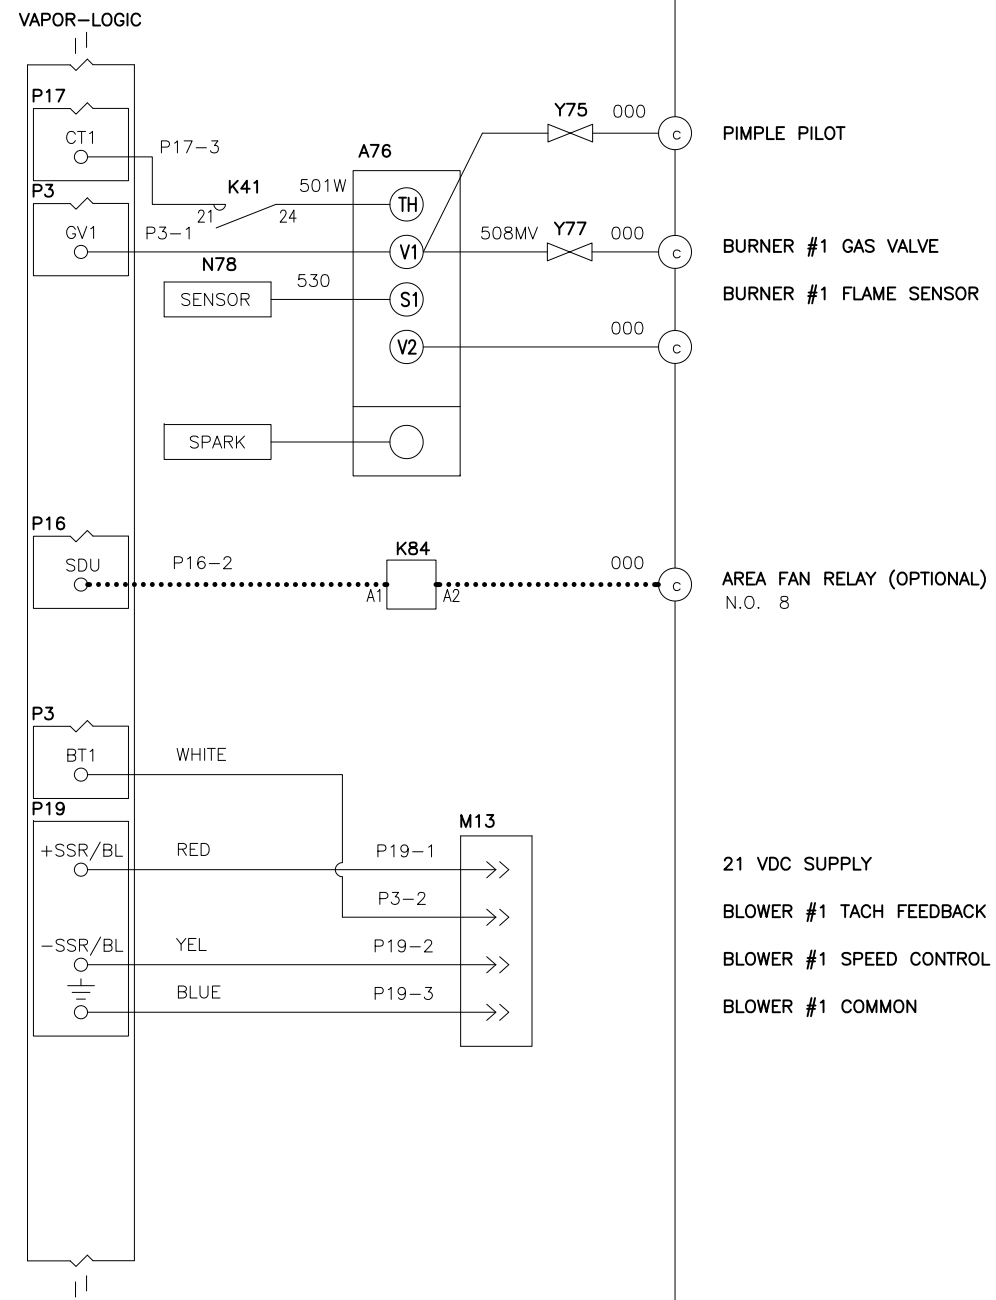 VAPOR-LOGIC
P17
CT1
P17-3
K41
21
24
501W
A76
TH
Y75
000
c
PIMPLE PILOT
P3
GV1
P3-1
V1
508MV
Y77
000
c
BURNER #1 GAS VALVE
N78
SENSOR
530
S1
BURNER #1 FLAME SENSOR
V2
000
c
SPARK
P16
SDU
P16-2
K84
A1
A2
000
c
AREA FAN RELAY (OPTIONAL)
N.O. 8
P3
BT1
WHITE
P19
M13
+SSR/BL
RED
P19-1
21 VDC SUPPLY
P3-2
BLOWER #1 TACH FEEDBACK
-SSR/BL
YEL
P19-2
BLOWER #1 SPEED CONTROL
BLUE
P19-3
BLOWER #1 COMMON